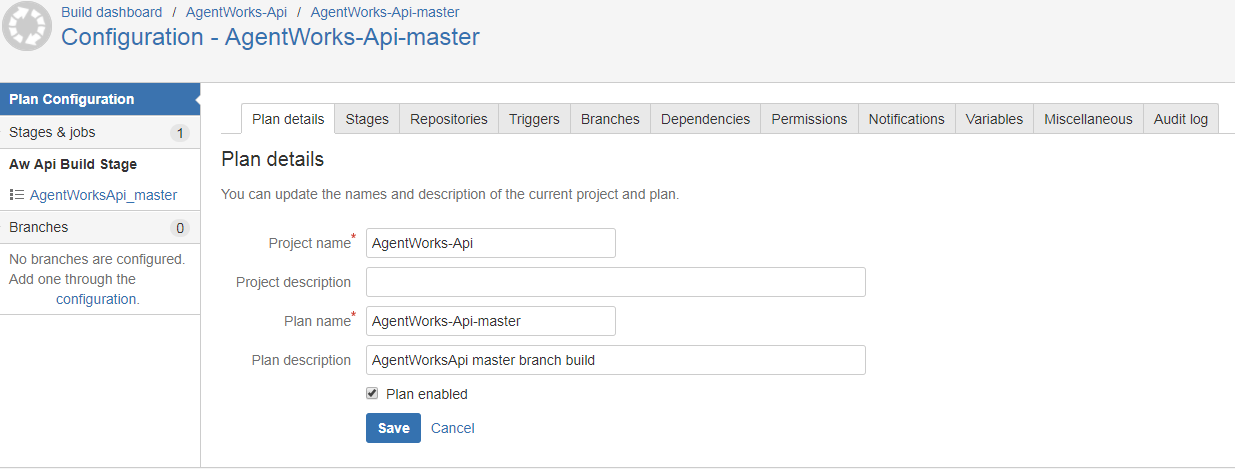 Build dashboard / AgentWorks-Api / AgentWorks-Api-master
Configuration - AgentWorks-Api-master
Plan Configuration
Stages & jobs 1
Aw Api Build Stage
AgentWorksApi_master
Branches 0
No branches are configured.
Add one through the
configuration.
Plan details Stages Repositories Triggers Branches Dependencies Permissions Notifications Variables Miscellaneous Audit log
Plan details
You can update the names and description of the current project and plan.
Project name* AgentWorks-Api
Project description
Plan name* AgentWorks-Api-master
Plan description AgentWorksApi master branch build
Plan enabled
Save Cancel